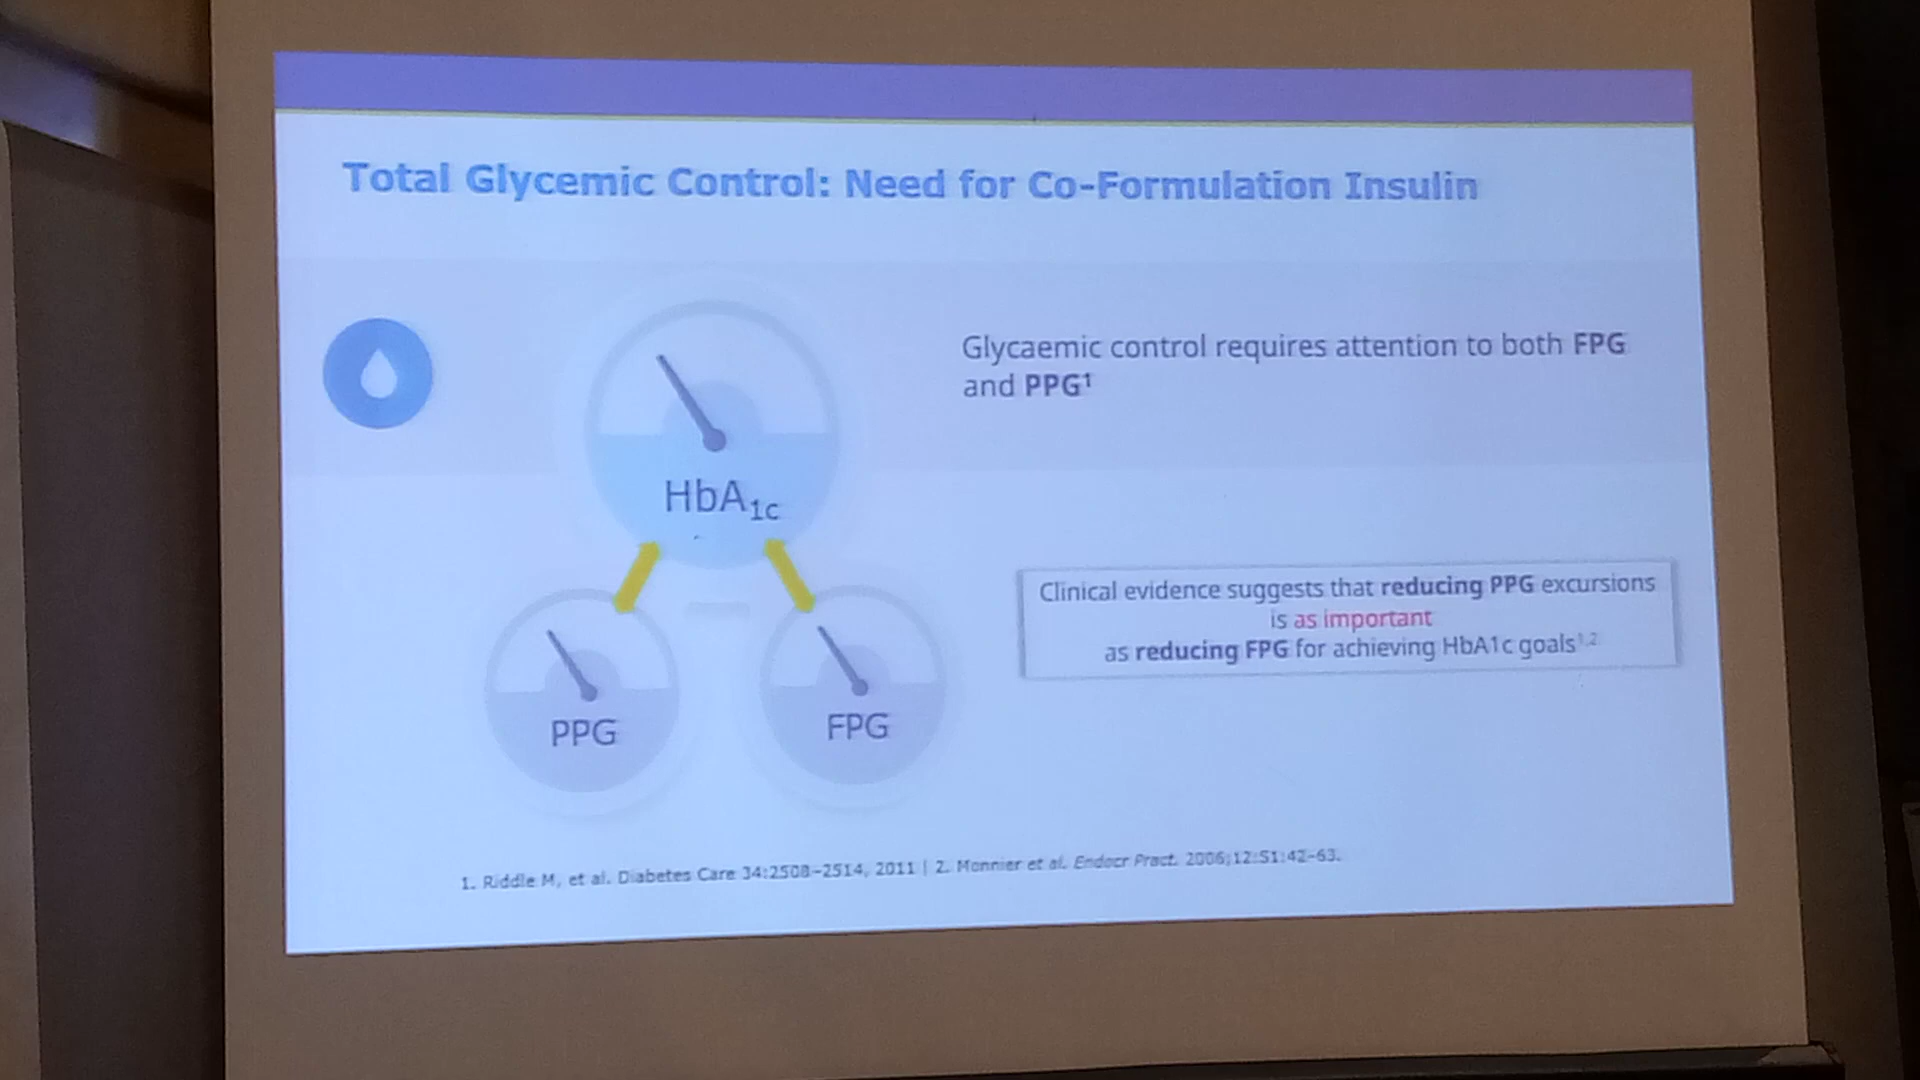 Total Glycemic Control: Need for Co-Formulation Insulin
Glycaemic control requires attention to both FPG
and PPG¹
HbA₁c
Clinical evidence suggests that reducing PPG excursions
is as important
as reducing FPG for achieving HbA1c goals¹,²
PPG
FPG
1. Riddle M, et al. Diabetes Care 34:2508-2514, 2011 | 2. Monnier et al. Endocr Pract. 2006;12:S1:42-63.